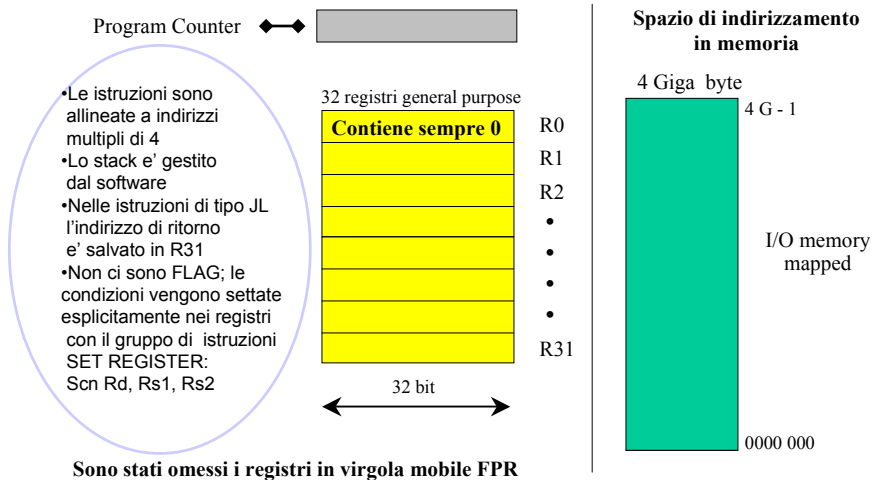 Program Counter
•Le istruzioni sono
allineate a indirizzi
multipli di 4
•Lo stack e' gestito
dal software
•Nelle istruzioni di tipo JL
l'indirizzo di ritorno
e' salvato in R31
•Non ci sono FLAG; le
condizioni vengono settate
esplicitamente nei registri
con il gruppo di istruzioni
SET REGISTER:
Scn Rd, Rs1, Rs2
32 registri general purpose
Contiene sempre 0
R0
R1
R2
•
•
•
•
R31
32 bit
Sono stati omessi i registri in virgola mobile FPR
Spazio di indirizzamento
in memoria
4 Giga byte
4 G - 1
I/O memory
mapped
0000 000